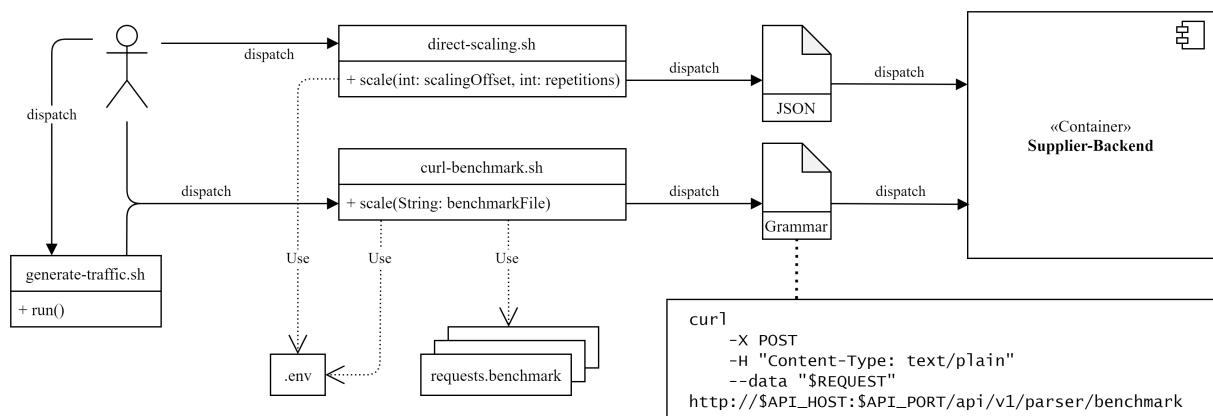 direct-scaling.sh
+ scale(int: scalingOffset, int: repetitions)
dispatch
dispatch
dispatch
JSON
dispatch
«Container»
Supplier-Backend
dispatch
curl-benchmark.sh
+ scale(String: benchmarkFile)
dispatch
dispatch
Grammar
dispatch
generate-traffic.sh
+ run()
Use
Use
Use
.env
requests.benchmark
curl
-X POST
-H "Content-Type: text/plain"
--data "$REQUEST"
http://$API_HOST:$API_PORT/api/v1/parser/benchmark